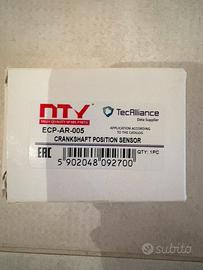 NTY
HIGH QUALITY SPARE PARTS
TecAlliance
Data Supplier
ECP-AR-005
APPLICATION ACCORDING
TO THE CATALOG
CRANKSHAFT POSITION SENSOR
EAC
QTY: 1PC
5 902048 092700
subito